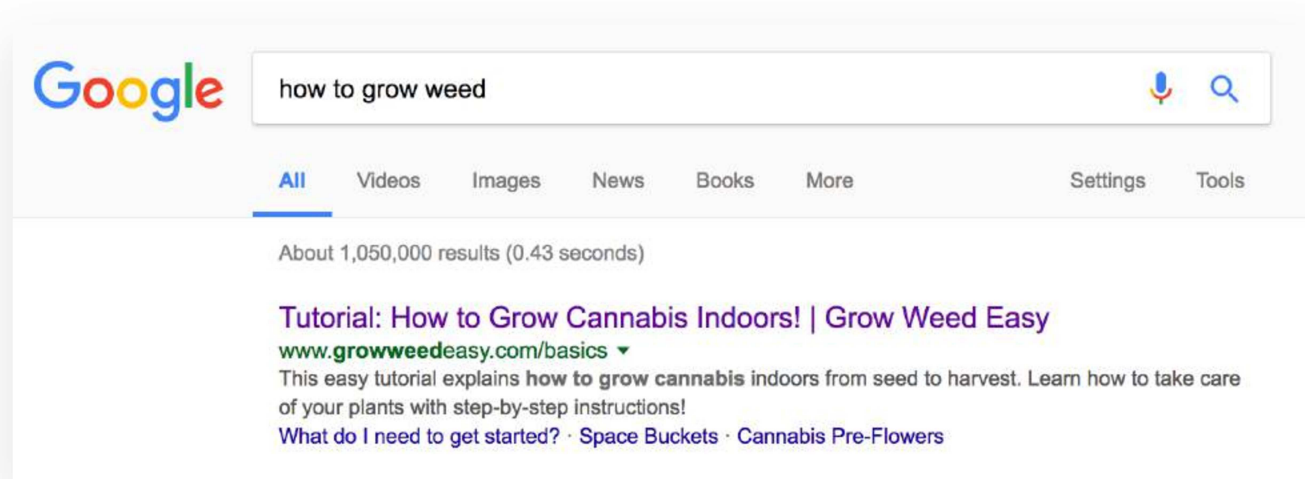 Google how to grow weed
All Videos Images News Books More Settings Tools
About 1,050,000 results (0.43 seconds)
Tutorial: How to Grow Cannabis Indoors! | Grow Weed Easy
www.growweedeasy.com/basics
This easy tutorial explains how to grow cannabis indoors from seed to harvest. Learn how to take care
of your plants with step-by-step instructions!
What do I need to get started? · Space Buckets · Cannabis Pre-Flowers